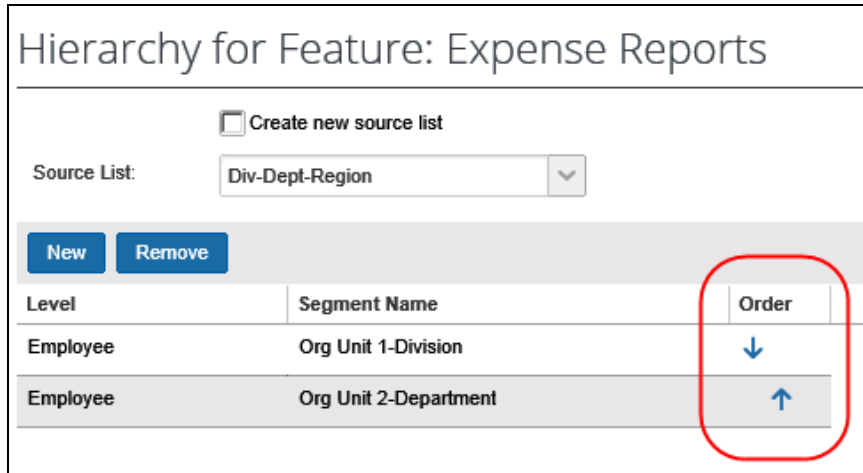 Hierarchy for Feature: Expense Reports
Create new source list
Source List: Div-Dept-Region
New Remove
Level Segment Name Order
Employee Org Unit 1-Division
Employee Org Unit 2-Department